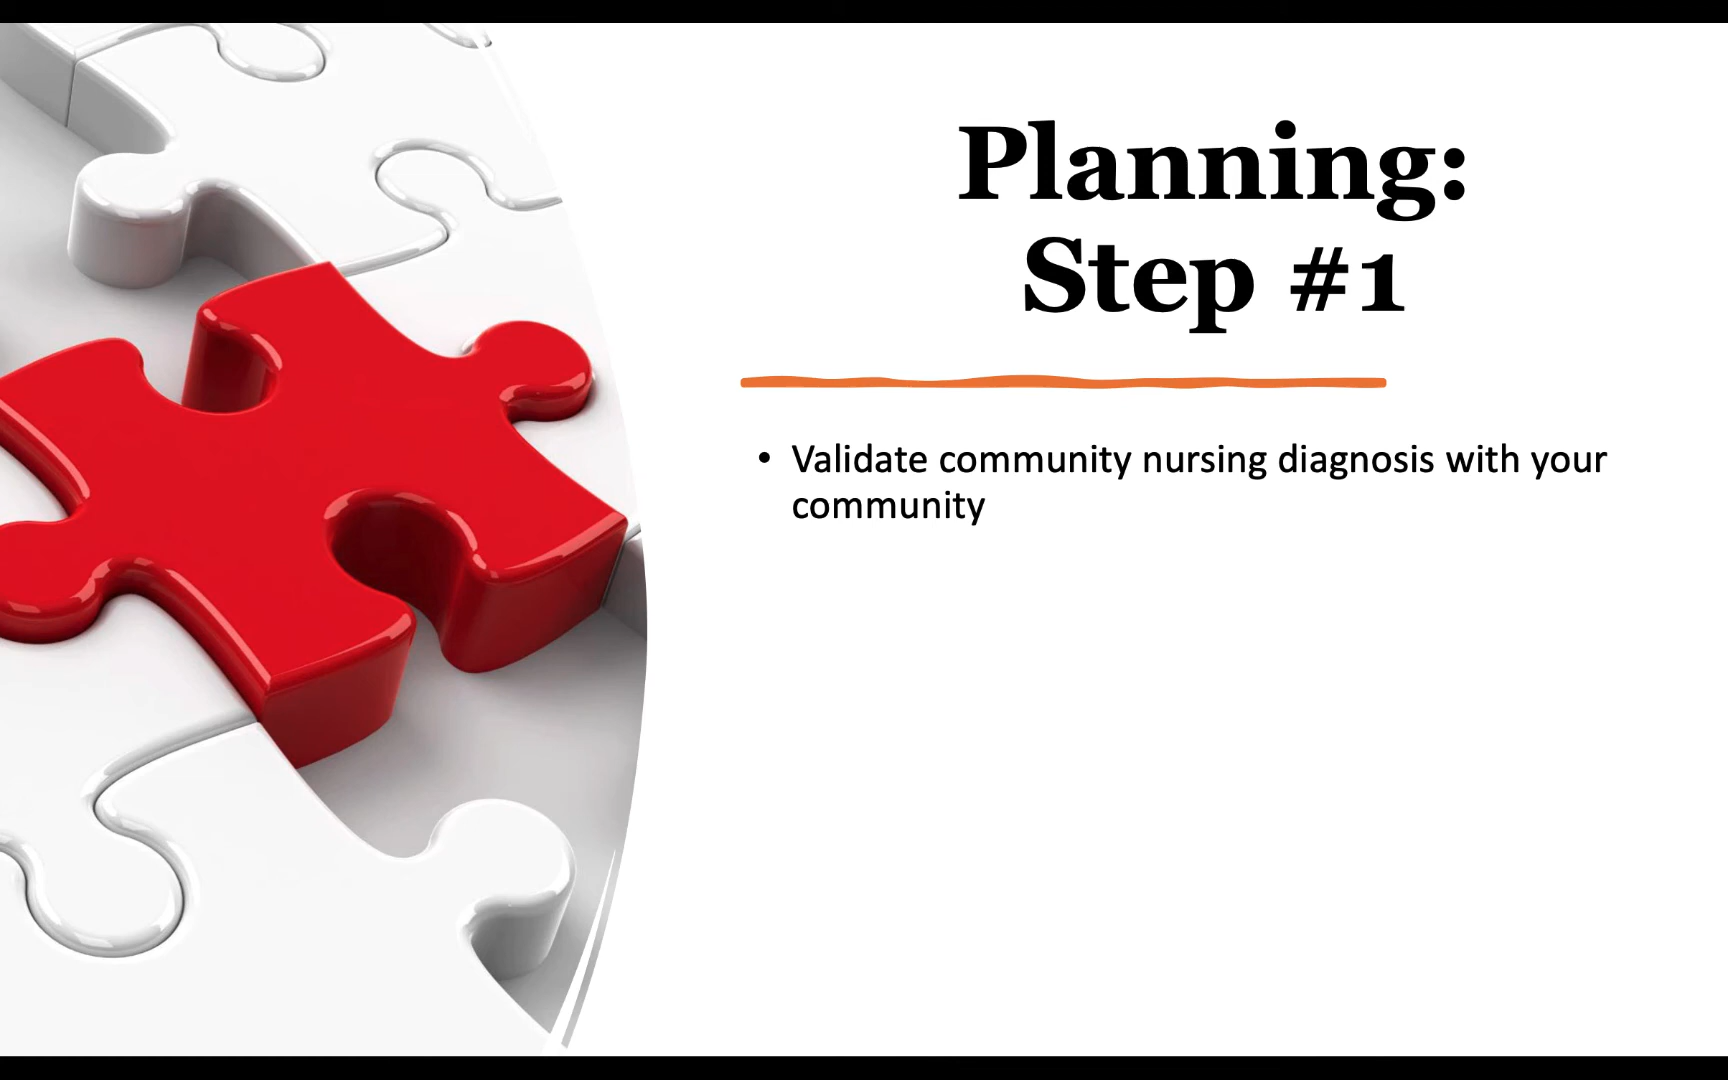 Planning:
Step #1
• Validate community nursing diagnosis with your
community